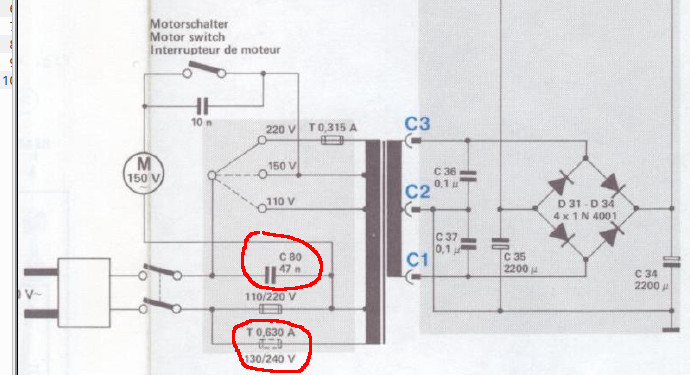 Motorschalter
Motor switch
Interrupteur de moteur
10 n
M
150 V
220 V
T 0,315 A
150 V
110 V
C 80
47 n
110/220 V
T 0,630 A
130/240 V
0 V~
C3
C 36
0,1 µ
C2
C 37
0,1 µ
C1
D 31 - D 34
4 x 1 N 4001
C 35
2200 µ
C 34
2200 µ